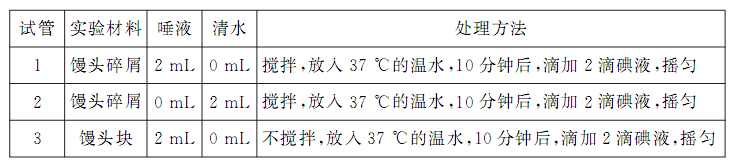 试管 实验材料 唾液 清水 处理方法
1 馒头碎屑 2 mL 0 mL 搅拌,放入 37 ℃的温水,10 分钟后,滴加 2 滴碘液,摇匀
2 馒头碎屑 0 mL 2 mL 搅拌,放入 37 ℃的温水,10 分钟后,滴加 2 滴碘液,摇匀
3 馒头块 2 mL 0 mL 不搅拌,放入 37 ℃的温水,10 分钟后,滴加 2 滴碘液,摇匀